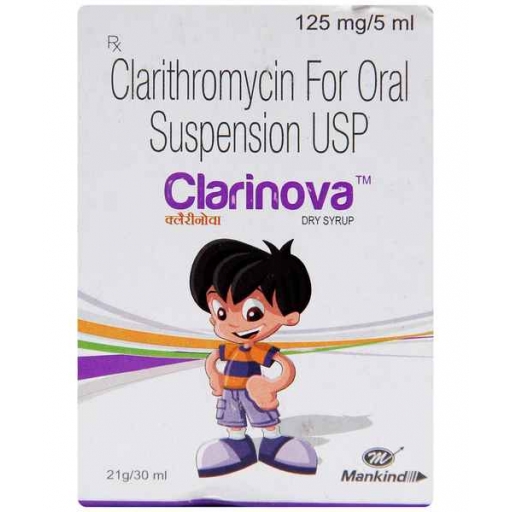 125 mg/5 ml
Rx
Clarithromycin For Oral
Suspension USP
Clarinova™
क्लैरीनोवा DRY SYRUP
21g/30 ml
m
Mankind